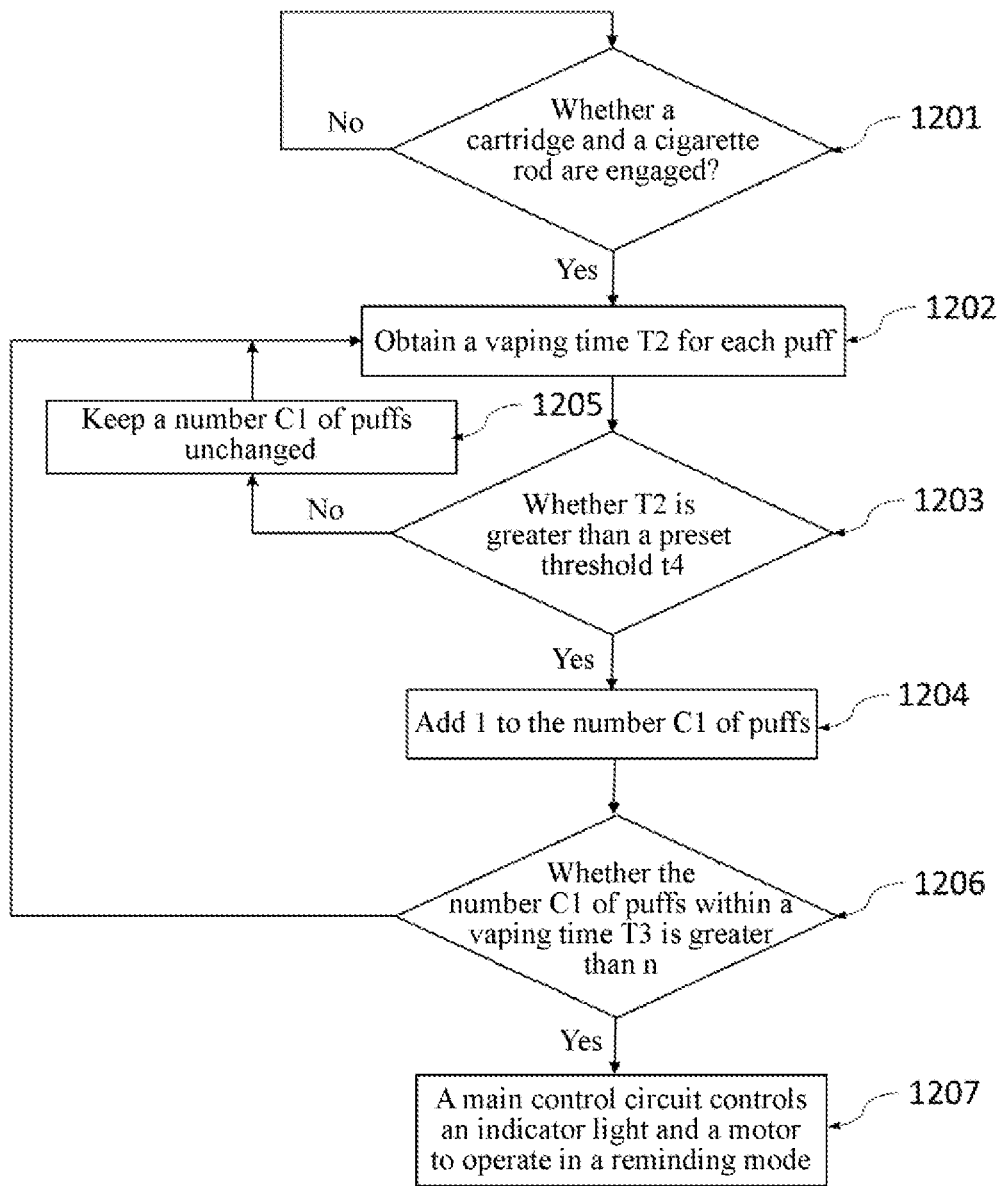 No
Whether a
cartridge and a cigarette
rod are engaged?
1201
Yes
1202
Obtain a vaping time T2 for each puff
1205
Keep a number C1 of puffs
unchanged
No
Whether T2 is
greater than a preset
threshold t4
1203
Yes
1204
Add 1 to the number C1 of puffs
Whether the
number C1 of puffs within a
vaping time T3 is greater
than n
1206
Yes
1207
A main control circuit controls
an indicator light and a motor
to operate in a reminding mode